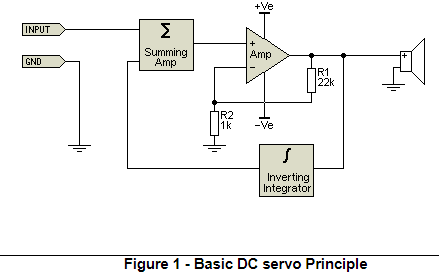 +Ve
INPUT
Σ
Summing
Amp
+
Amp
−
GND
R1
22k
+
R2
1k
−Ve
∫
Inverting
Integrator
Figure 1 - Basic DC servo Principle